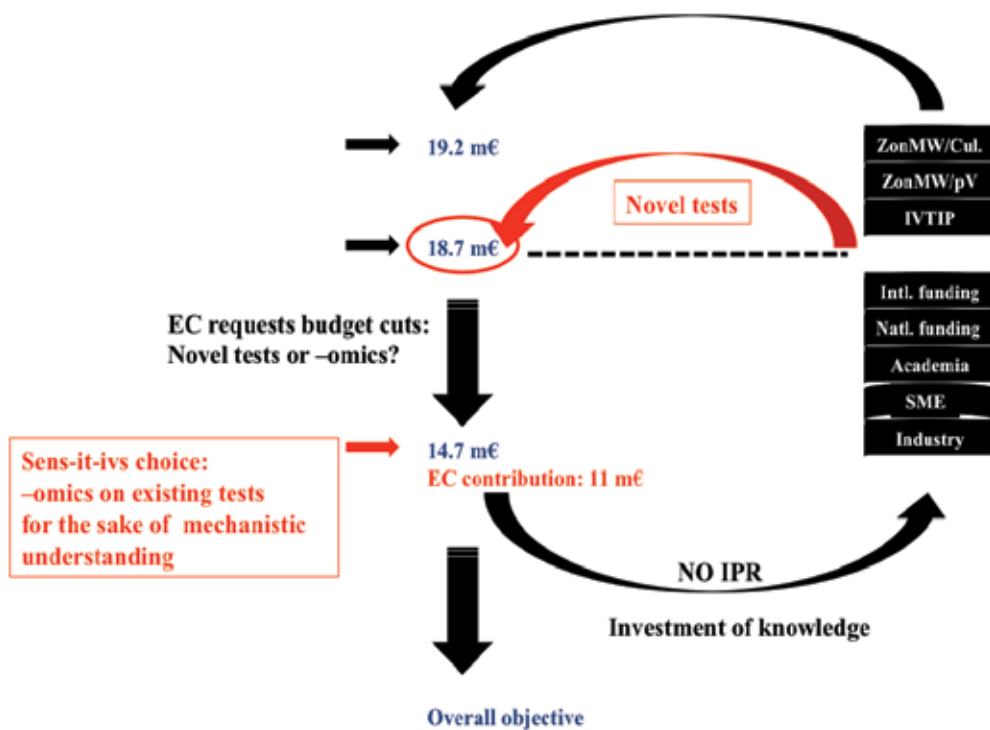 19.2 m€
ZonMW/Cul.
ZonMW/pV
IVTIP
Novel tests
18.7 m€
Intl. funding
Natl. funding
Academia
SME
Industry
EC requests budget cuts:
Novel tests or –omics?
14.7 m€
EC contribution: 11 m€
Sens-it-ivs choice:
–omics on existing tests
for the sake of mechanistic
understanding
NO IPR
Investment of knowledge
Overall objective